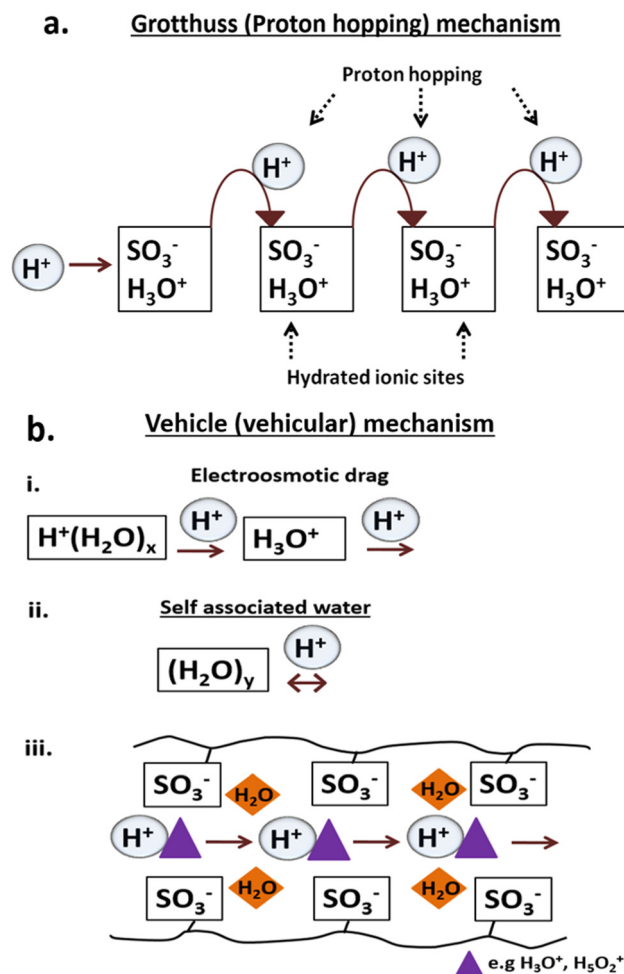 a. Grotthuss (Proton hopping) mechanism
Proton hopping
H⁺ H⁺ H⁺
H⁺
SO₃⁻ SO₃⁻ SO₃⁻ SO₃⁻
H₃O⁺ H₃O⁺ H₃O⁺ H₃O⁺
Hydrated ionic sites
b. Vehicle (vehicular) mechanism
i. Electroosmotic drag
H⁺(H₂O)ₓ H⁺ H₃O⁺ H⁺
ii. Self associated water
(H₂O)y H⁺
iii.
SO₃⁻ H₂O SO₃⁻ H₂O SO₃⁻
H⁺ H⁺ H⁺
SO₃⁻ H₂O SO₃⁻ H₂O SO₃⁻
e.g H₃O⁺, H₅O₂⁺